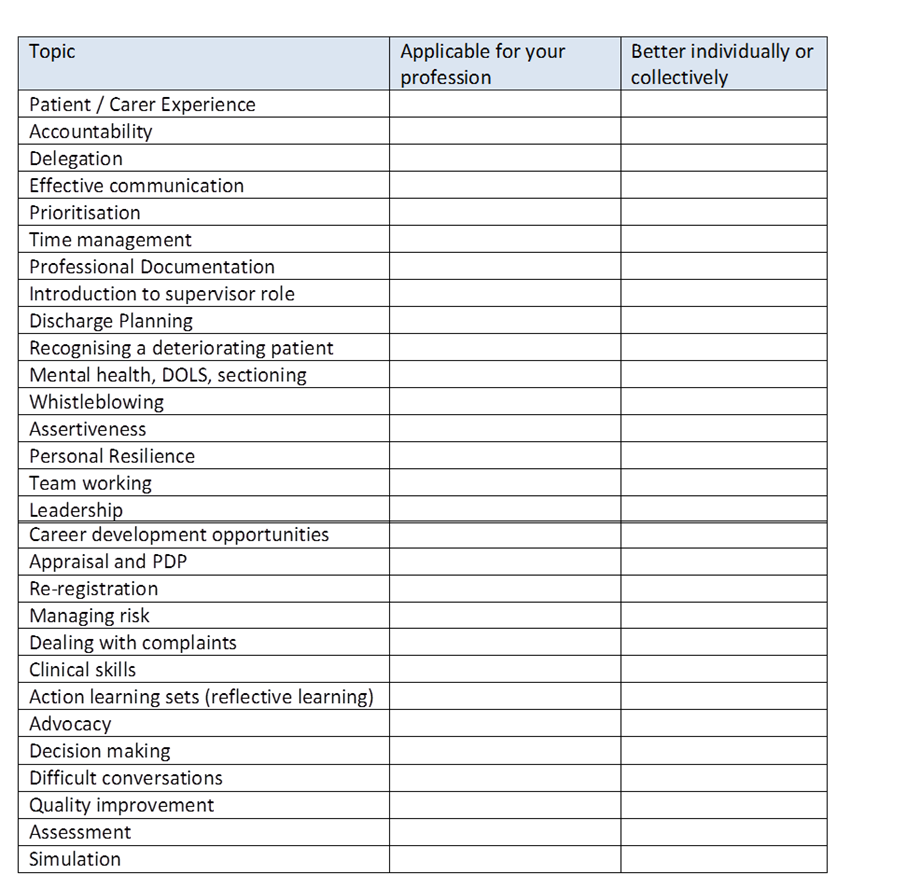 Topic
Applicable for your
profession
Better individually or
collectively
Patient / Carer Experience
Accountability
Delegation
Effective communication
Prioritisation
Time management
Professional Documentation
Introduction to supervisor role
Discharge Planning
Recognising a deteriorating patient
Mental health, DOLS, sectioning
Whistleblowing
Assertiveness
Personal Resilience
Team working
Leadership
Career development opportunities
Appraisal and PDP
Re-registration
Managing risk
Dealing with complaints
Clinical skills
Action learning sets (reflective learning)
Advocacy
Decision making
Difficult conversations
Quality improvement
Assessment
Simulation